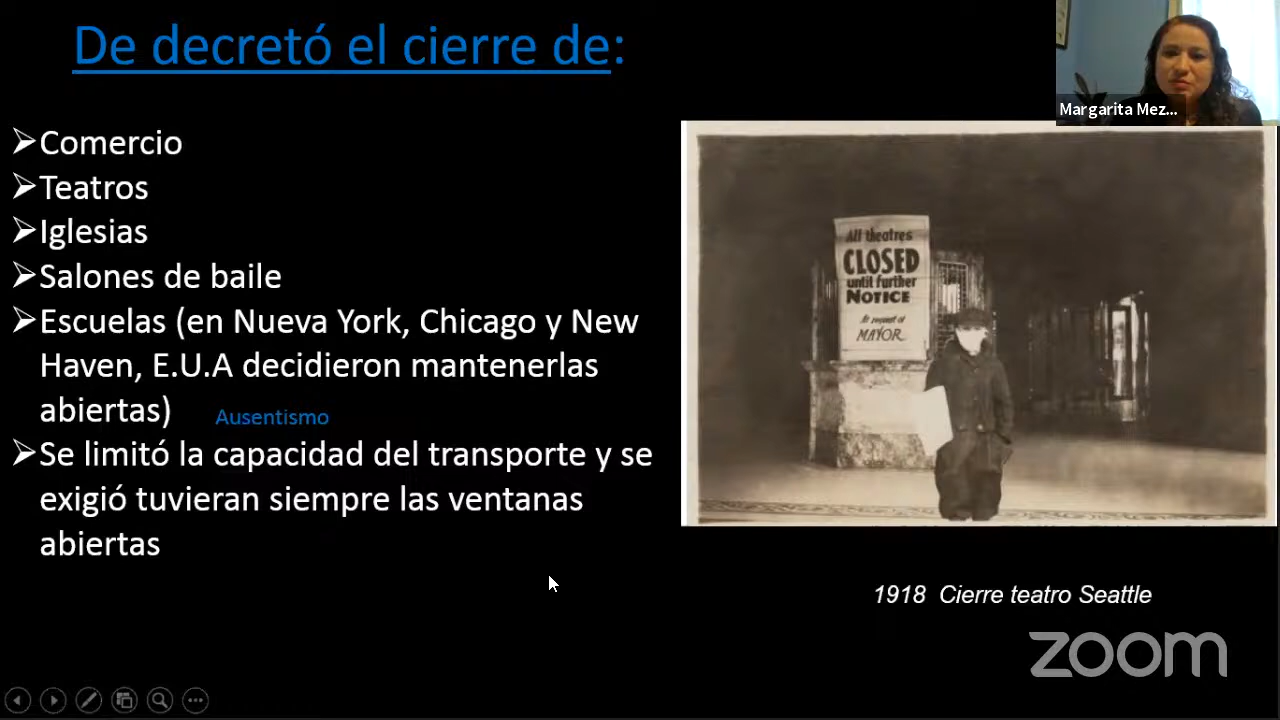 De decretó el cierre de:
Margarita Mez...
➢Comercio
➢Teatros
➢Iglesias
➢Salones de baile
➢Escuelas (en Nueva York, Chicago y New
Haven, E.U.A decidieron mantenerlas
abiertas)
Ausentismo
➢Se limitó la capacidad del transporte y se
exigió tuvieran siempre las ventanas
abiertas
All theatres
CLOSED
until further
NOTICE
At request of
MAYOR
1918 Cierre teatro Seattle
zoom